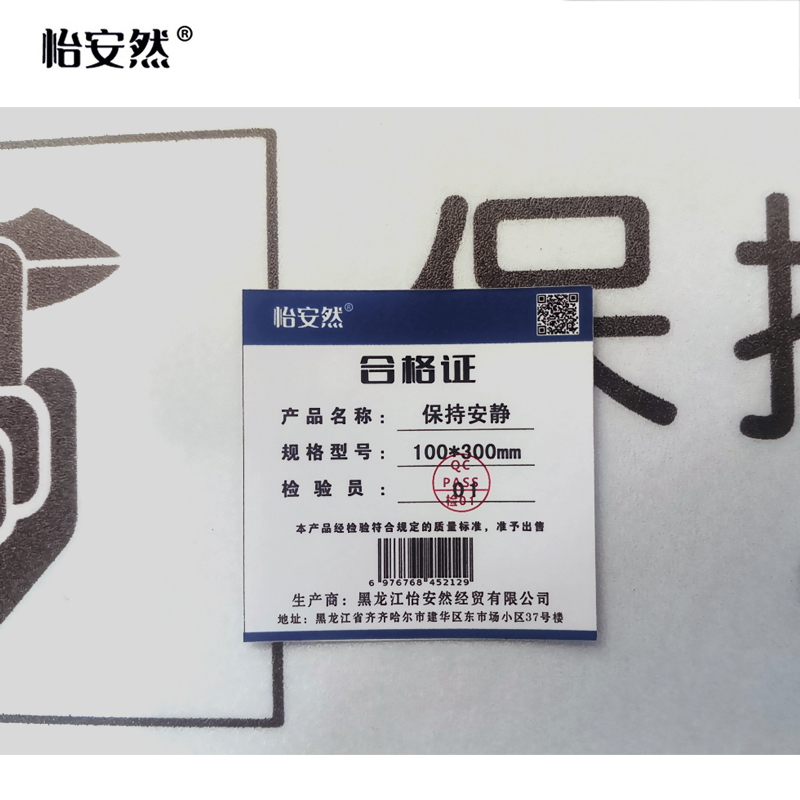 怡安然®
保持
怡安然®
合格证
产品名称: 保持安静
规格型号: 100*300mm
检验员: 01
QC
PASS
检01
本产品经检验符合规定的质量标准,准予出售
6 976768 452129
生产商:黑龙江怡安然经贸有限公司
地址:黑龙江省齐齐哈尔市建华区东市场小区37号楼